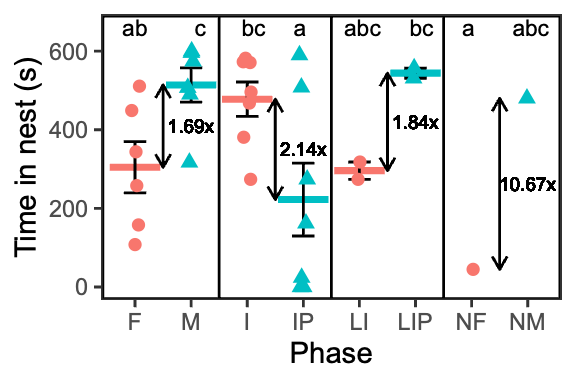 ab c bc a abc bc a abc
600
400
200
0
Time in nest (s)
1.69x
2.14x
1.84x
10.67x
F M I IP LI LIP NF NM
Phase